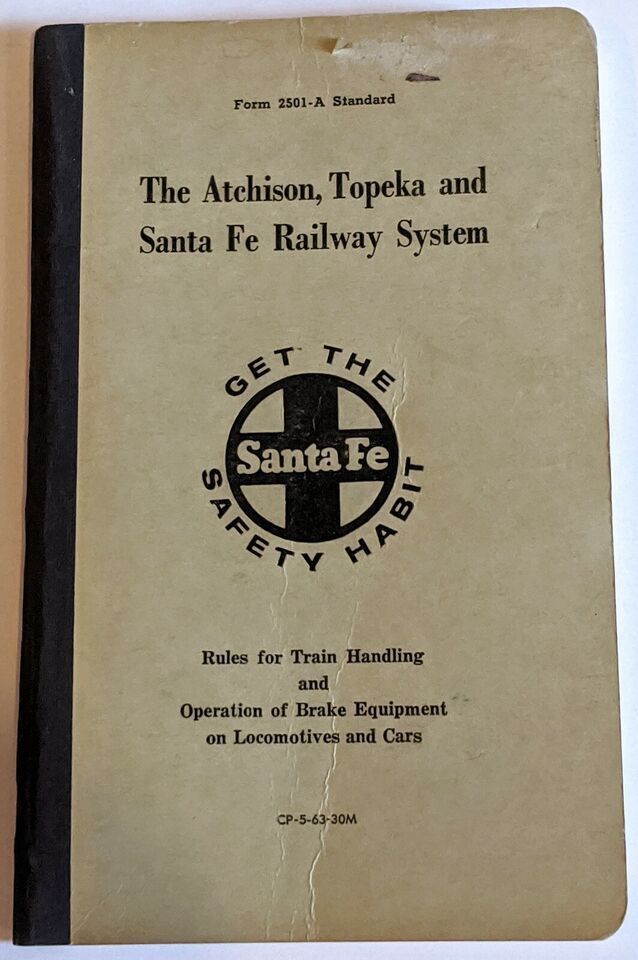 Form 2501-A Standard
The Atchison, Topeka and
Santa Fe Railway System
GET THE
Santa Fe
SAFETY HABIT
Rules for Train Handling
and
Operation of Brake Equipment
on Locomotives and Cars
CP-5-63-30M